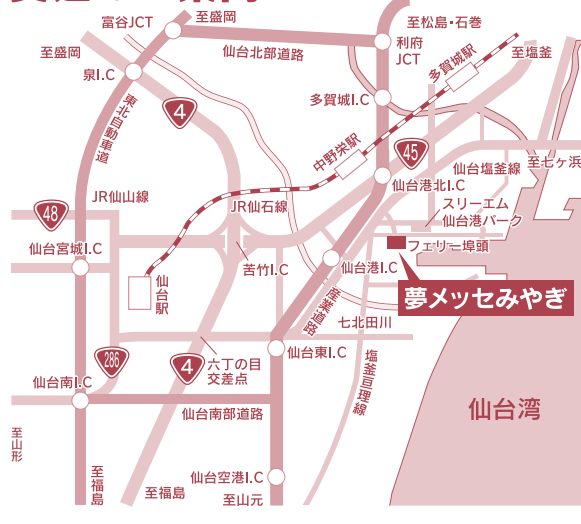 至盛岡
富谷JCT
至松島・石巻
利府
JCT
至盛岡
仙台北部道路
泉I.C
多賀城駅
至塩釜
多賀城I.C
4
東北自動車道
中野栄駅
45
仙台塩釜線
至七ヶ浜
JR仙山線
48
JR仙石線
仙台港北I.C
スリーエム
仙台港パーク
フェリー埠頭
仙台宮城I.C
苦竹I.C
仙台港I.C
仙台駅
産業道路
夢メッセみやぎ
七北田川
仙台東I.C
286
4
六丁の目
交差点
塩釜亘理線
仙台南I.C
仙台南部道路
仙台湾
至山形
至福島
至福島
仙台空港I.C
至山元